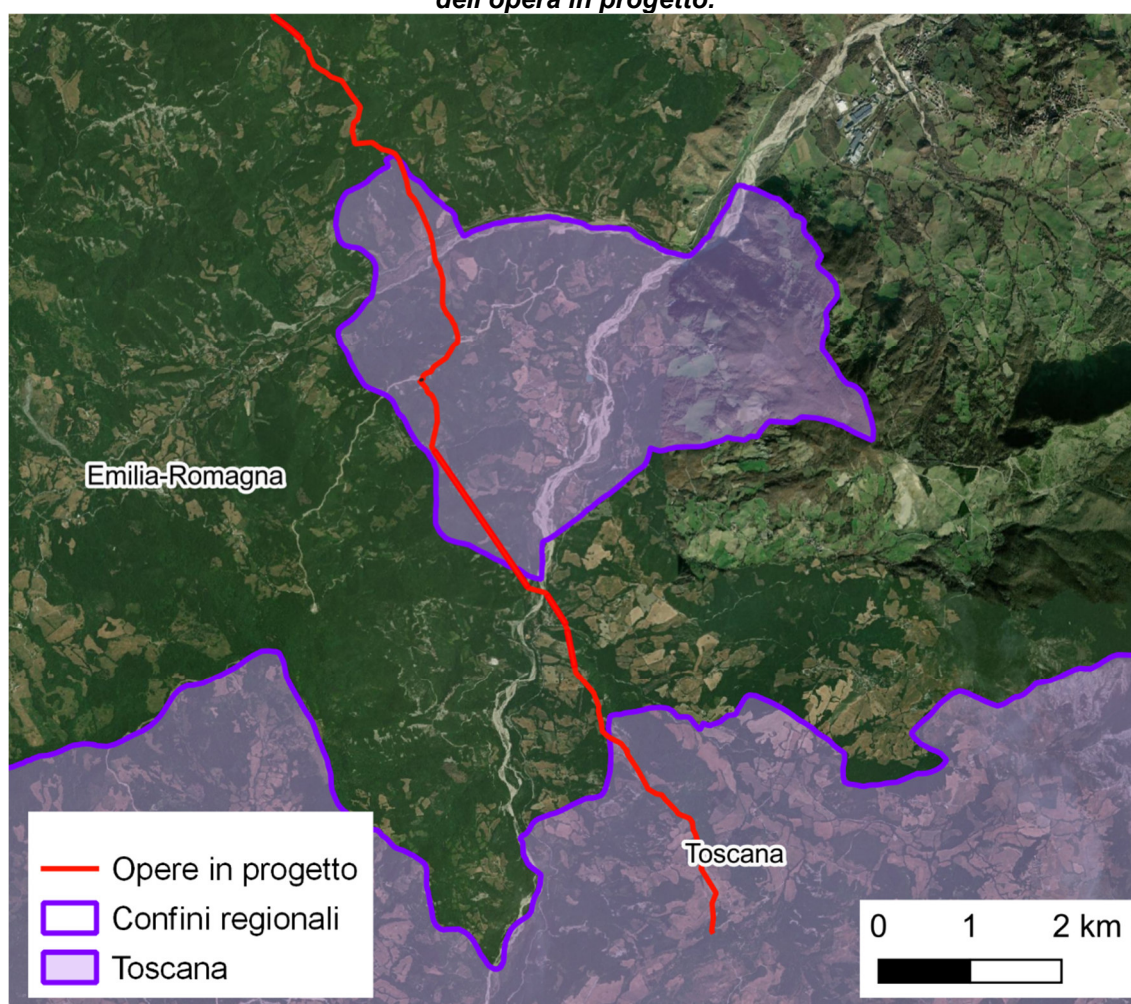 dell'opera in progetto.
Emilia-Romagna
Toscana
Opere in progetto
Confini regionali
Toscana
0 1 2 km